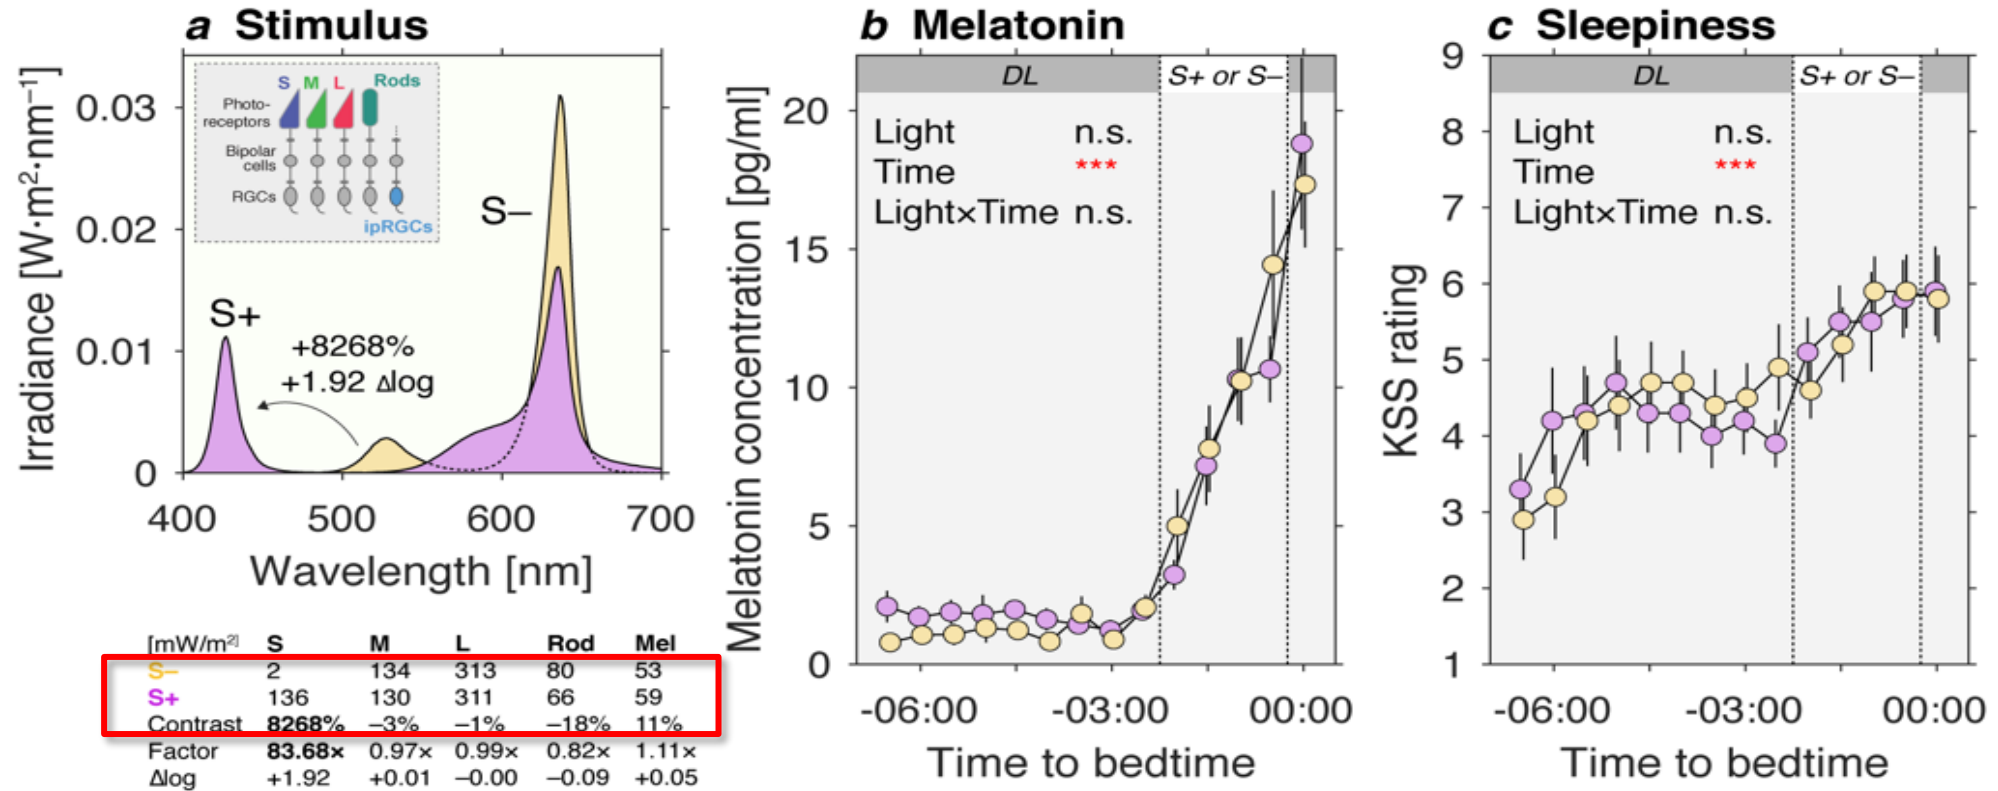 a Stimulus
Irradiance [W·m²·nm⁻¹]
0.03
0.02
0.01
0
S M L Rods
Photo-
receptors
Bipolar
cells
RGCs
ipRGCs
S–
S+
+8268%
+1.92 Δlog
400 500 600 700
Wavelength [nm]
[mW/m²] S M L Rod Mel
S– 2 134 313 80 53
S+ 136 130 311 66 59
Contrast 8268% –3% –1% –18% 11%
Factor 83.68× 0.97× 0.99× 0.82× 1.11×
Δlog +1.92 +0.01 –0.00 –0.09 +0.05
b Melatonin
Melatonin concentration [pg/ml]
20
15
10
5
0
DL S+ or S–
Light n.s.
Time ***
Light×Time n.s.
-06:00 -03:00 00:00
Time to bedtime
c Sleepiness
KSS rating
9
8
7
6
5
4
3
2
1
DL S+ or S–
Light n.s.
Time ***
Light×Time n.s.
-06:00 -03:00 00:00
Time to bedtime